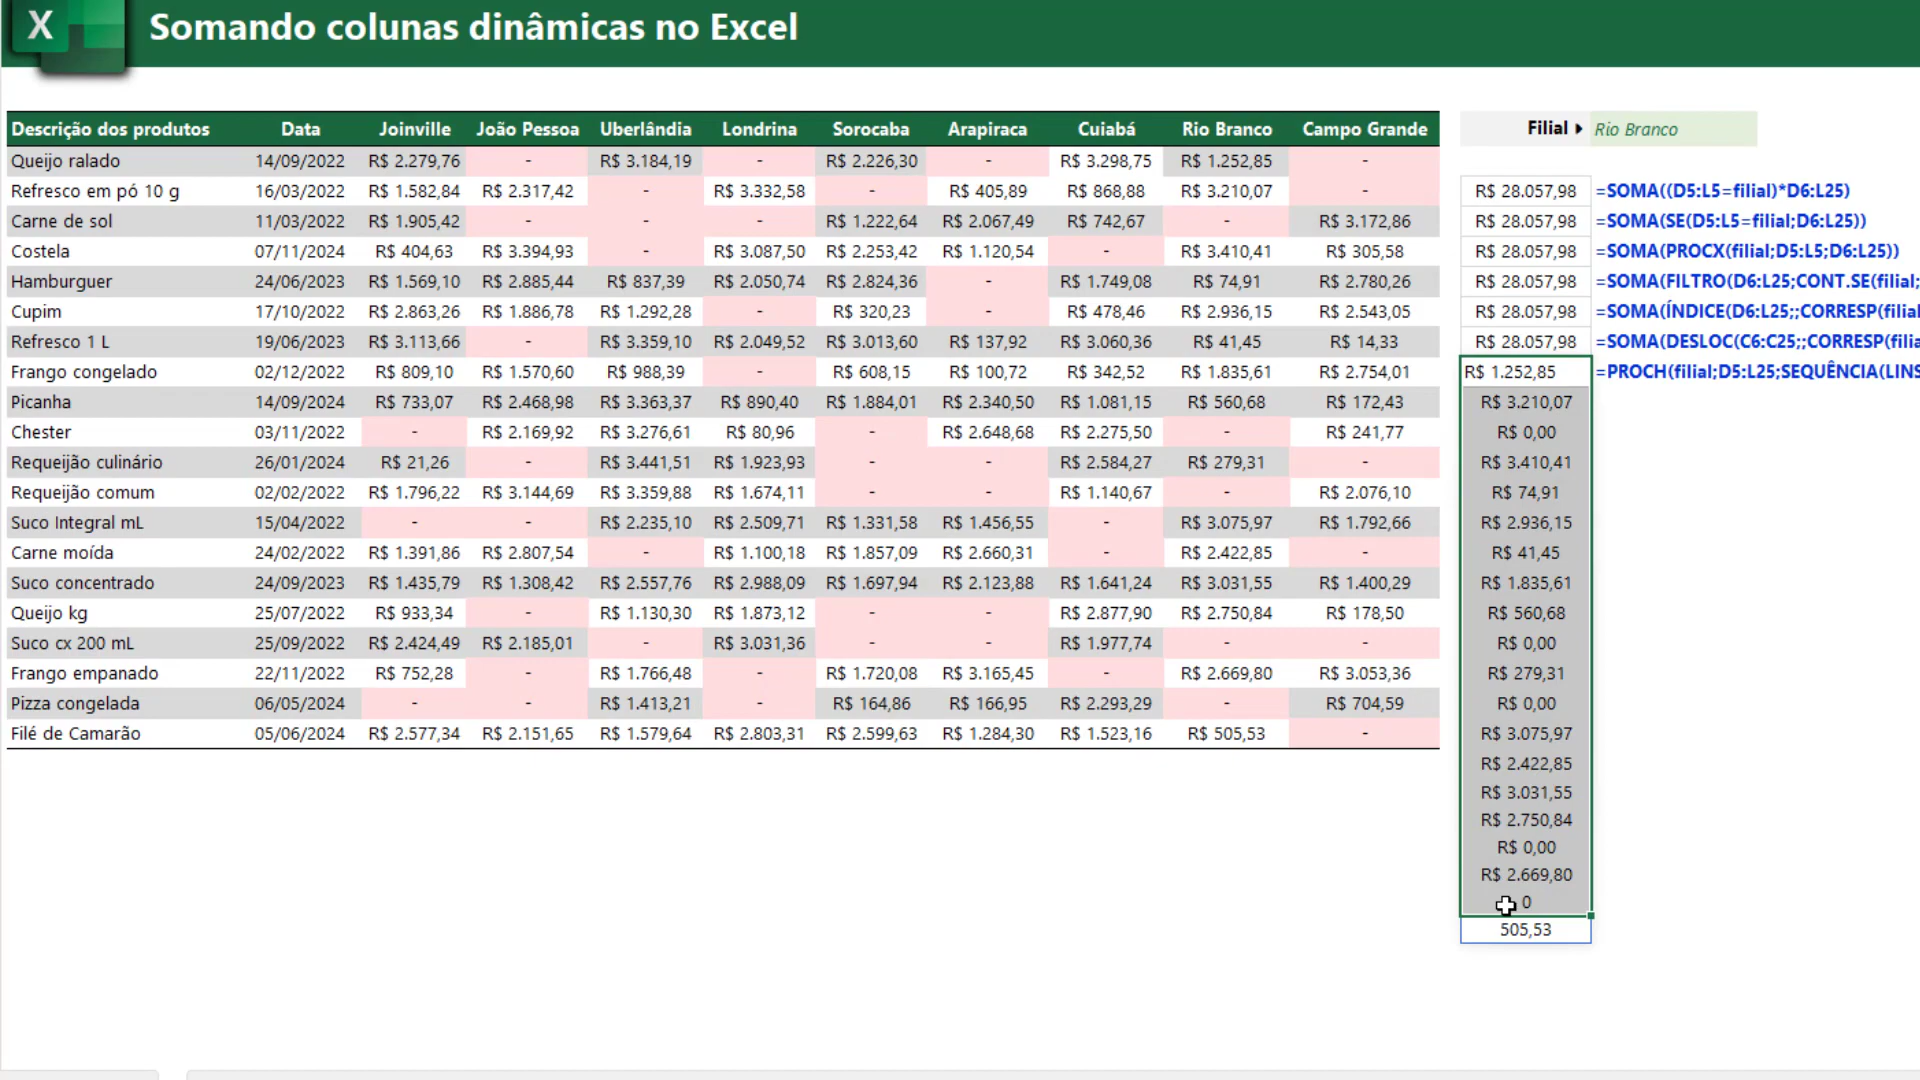 X
Somando colunas dinâmicas no Excel
Descrição dos produtos Data Joinville João Pessoa Uberlândia Londrina Sorocaba Arapiraca Cuiabá Rio Branco Campo Grande Filial Rio Branco
Queijo ralado 14/09/2022 R$ 2.279,76 - R$ 3.184,19 - R$ 2.226,30 - R$ 3.298,75 R$ 1.252,85 -
Refresco em pó 10 g 16/03/2022 R$ 1.582,84 R$ 2.317,42 - R$ 3.332,58 - R$ 405,89 R$ 868,88 R$ 3.210,07 - R$ 28.057,98 =SOMA((D5:L5=filial)*D6:L25)
Carne de sol 11/03/2022 R$ 1.905,42 - - - R$ 1.222,64 R$ 2.067,49 R$ 742,67 - R$ 3.172,86 R$ 28.057,98 =SOMA(SE(D5:L5=filial;D6:L25))
Costela 07/11/2024 R$ 404,63 R$ 3.394,93 - R$ 3.087,50 R$ 2.253,42 R$ 1.120,54 - R$ 3.410,41 R$ 305,58 R$ 28.057,98 =SOMA(PROCX(filial;D5:L5;D6:L25))
Hamburguer 24/06/2023 R$ 1.569,10 R$ 2.885,44 R$ 837,39 R$ 2.050,74 R$ 2.824,36 - R$ 1.749,08 R$ 74,91 R$ 2.780,26 R$ 28.057,98 =SOMA(FILTRO(D6:L25;CONT.SE(filial;
Cupim 17/10/2022 R$ 2.863,26 R$ 1.886,78 R$ 1.292,28 - R$ 320,23 - R$ 478,46 R$ 2.936,15 R$ 2.543,05 R$ 28.057,98 =SOMA(ÍNDICE(D6:L25;;CORRESP(filial
Refresco 1 L 19/06/2023 R$ 3.113,66 - R$ 3.359,10 R$ 2.049,52 R$ 3.013,60 R$ 137,92 R$ 3.060,36 R$ 41,45 R$ 14,33 R$ 28.057,98 =SOMA(DESLOC(C6:C25;;CORRESP(filia
Frango congelado 02/12/2022 R$ 809,10 R$ 1.570,60 R$ 988,39 - R$ 608,15 R$ 100,72 R$ 342,52 R$ 1.835,61 R$ 2.754,01 R$ 1.252,85 =PROCH(filial;D5:L25;SEQUÊNCIA(LINS
Picanha 14/09/2024 R$ 733,07 R$ 2.468,98 R$ 3.363,37 R$ 890,40 R$ 1.884,01 R$ 2.340,50 R$ 1.081,15 R$ 560,68 R$ 172,43 R$ 3.210,07
Chester 03/11/2022 - R$ 2.169,92 R$ 3.276,61 R$ 80,96 - R$ 2.648,68 R$ 2.275,50 - R$ 241,77 R$ 0,00
Requeijão culinário 26/01/2024 R$ 21,26 - R$ 3.441,51 R$ 1.923,93 - - R$ 2.584,27 R$ 279,31 - R$ 3.410,41
Requeijão comum 02/02/2022 R$ 1.796,22 R$ 3.144,69 R$ 3.359,88 R$ 1.674,11 - - R$ 1.140,67 - R$ 2.076,10 R$ 74,91
Suco Integral mL 15/04/2022 - - R$ 2.235,10 R$ 2.509,71 R$ 1.331,58 R$ 1.456,55 - R$ 3.075,97 R$ 1.792,66 R$ 2.936,15
Carne moída 24/02/2022 R$ 1.391,86 R$ 2.807,54 - R$ 1.100,18 R$ 1.857,09 R$ 2.660,31 - R$ 2.422,85 - R$ 41,45
Suco concentrado 24/09/2023 R$ 1.435,79 R$ 1.308,42 R$ 2.557,76 R$ 2.988,09 R$ 1.697,94 R$ 2.123,88 R$ 1.641,24 R$ 3.031,55 R$ 1.400,29 R$ 1.835,61
Queijo kg 25/07/2022 R$ 933,34 - R$ 1.130,30 R$ 1.873,12 - - R$ 2.877,90 R$ 2.750,84 R$ 178,50 R$ 560,68
Suco cx 200 mL 25/09/2022 R$ 2.424,49 R$ 2.185,01 - R$ 3.031,36 - - R$ 1.977,74 - - R$ 0,00
Frango empanado 22/11/2022 R$ 752,28 - R$ 1.766,48 - R$ 1.720,08 R$ 3.165,45 - R$ 2.669,80 R$ 3.053,36 R$ 279,31
Pizza congelada 06/05/2024 - - R$ 1.413,21 - R$ 164,86 R$ 166,95 R$ 2.293,29 - R$ 704,59 R$ 0,00
Filé de Camarão 05/06/2024 R$ 2.577,34 R$ 2.151,65 R$ 1.579,64 R$ 2.803,31 R$ 2.599,63 R$ 1.284,30 R$ 1.523,16 R$ 505,53 - R$ 3.075,97
R$ 2.422,85
R$ 3.031,55
R$ 2.750,84
R$ 0,00
R$ 2.669,80
0
505,53